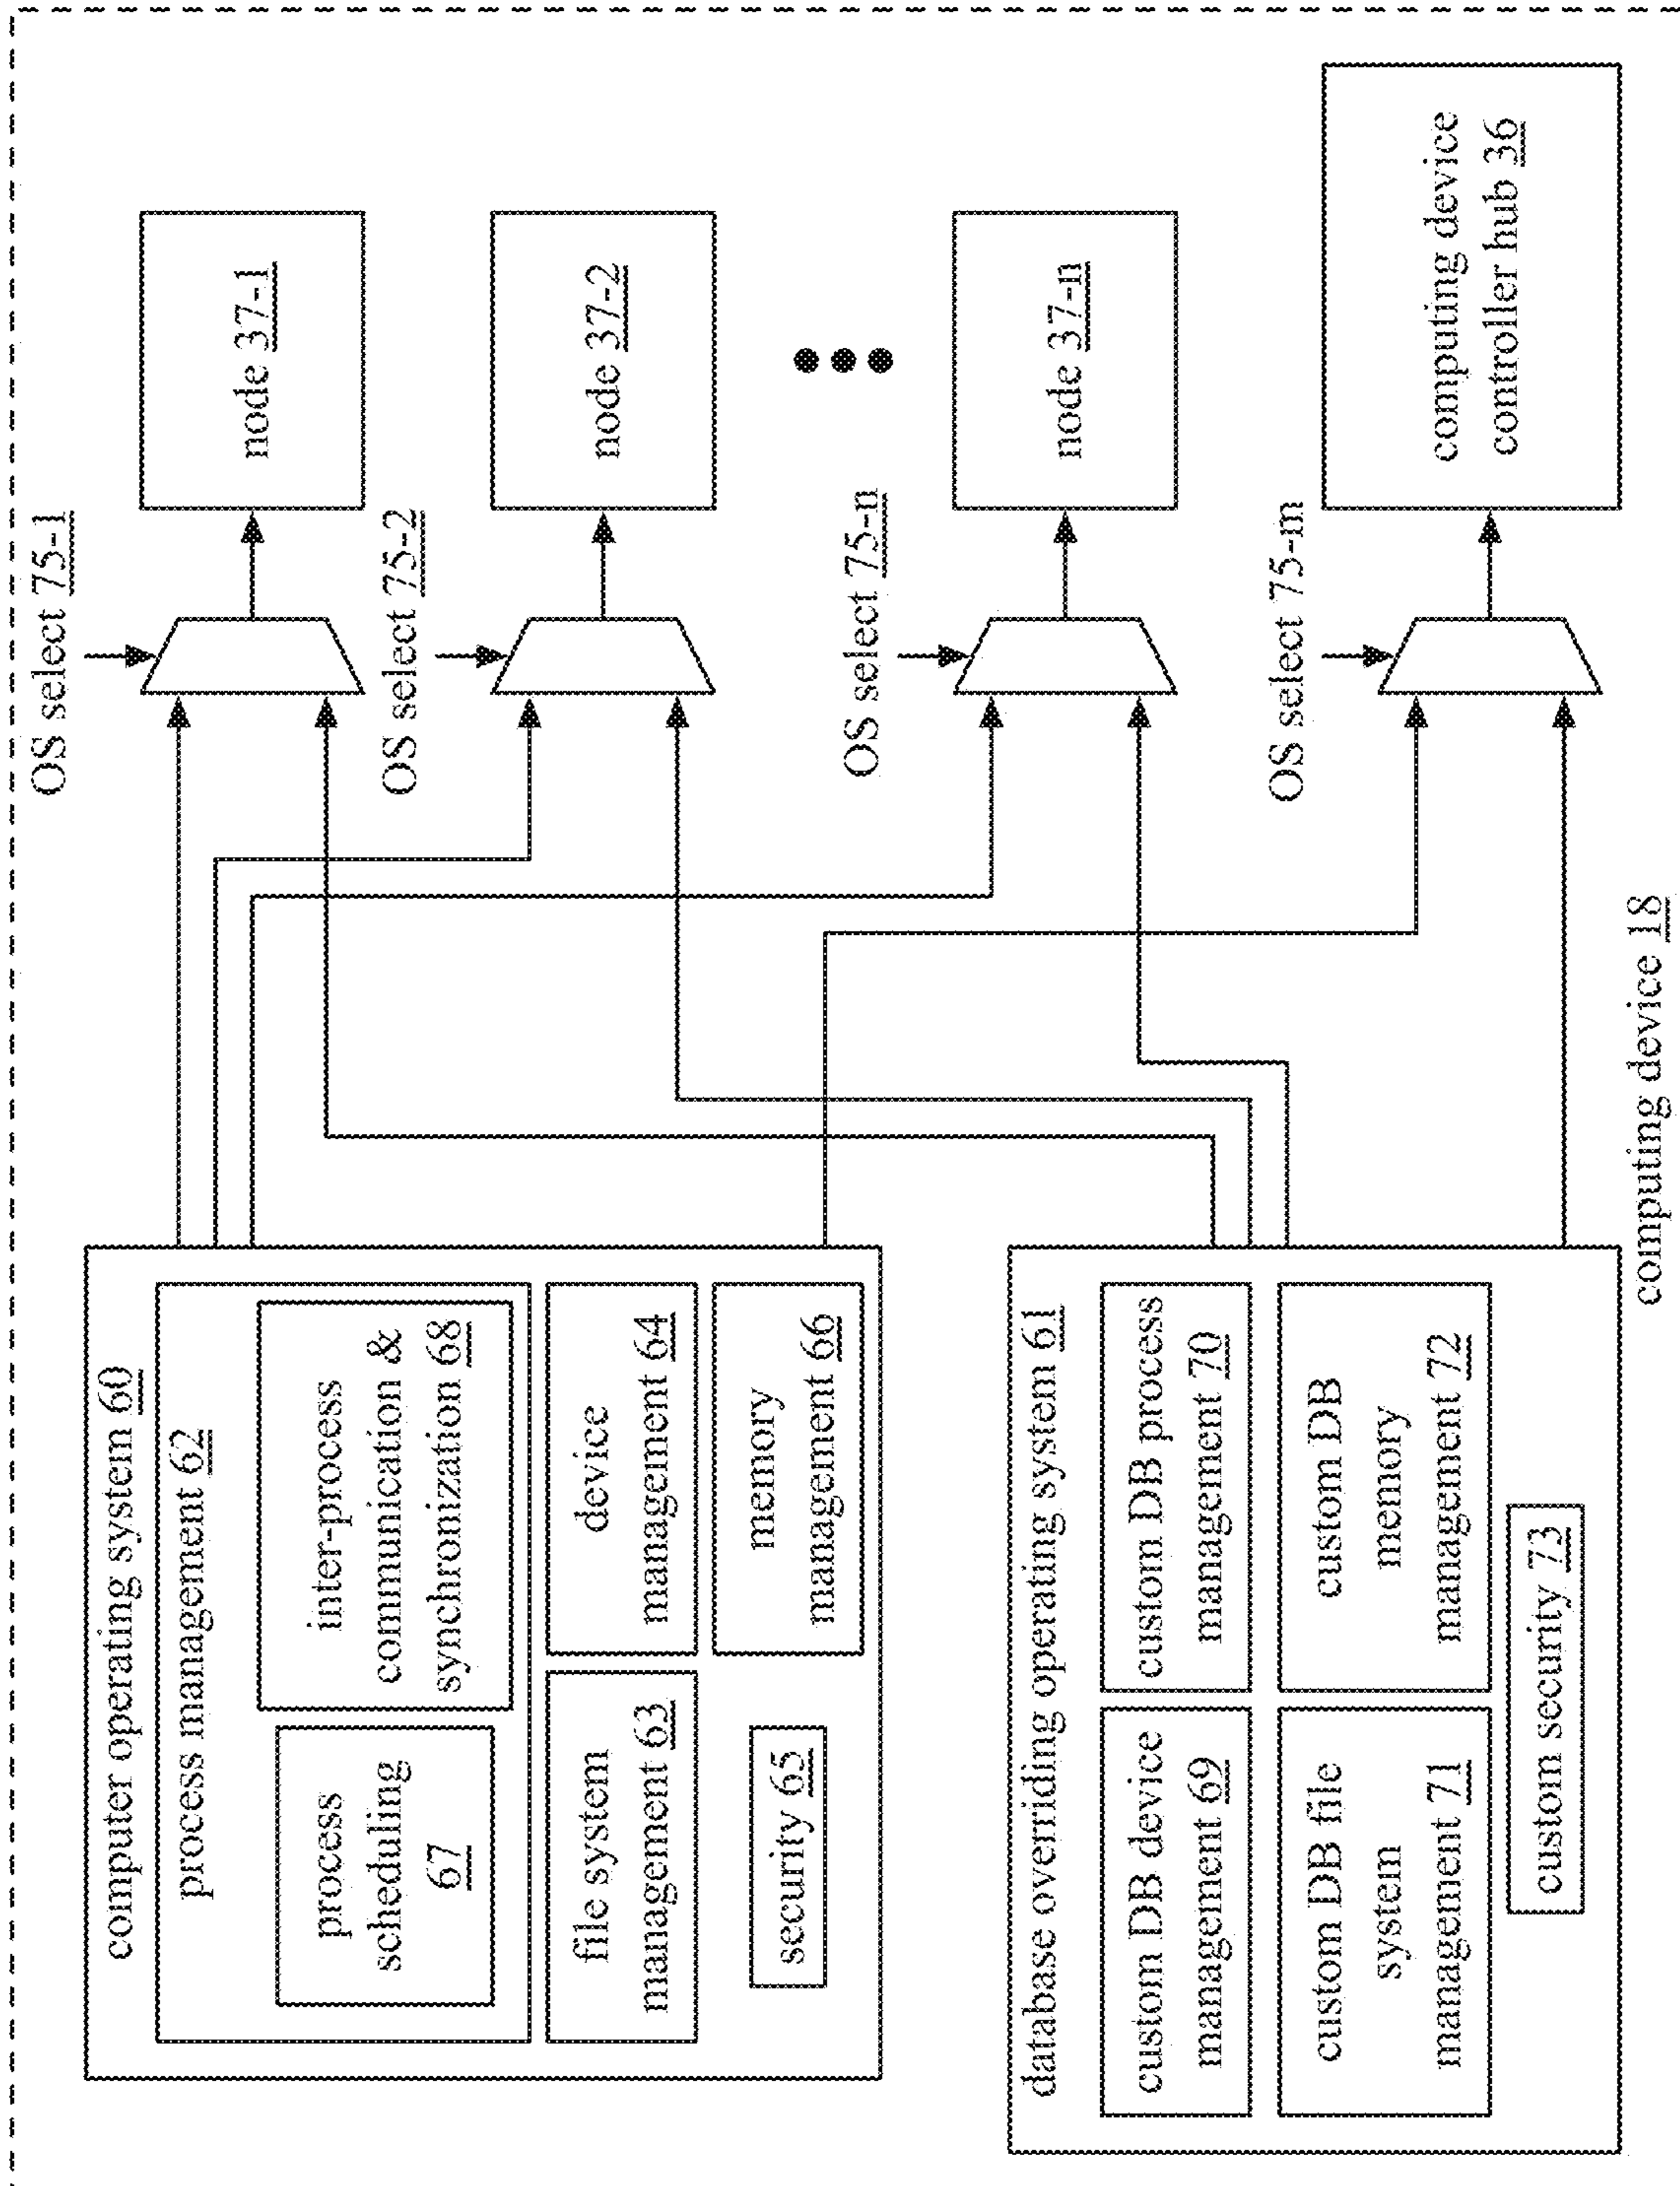 computer operating system 60
process management 62
process
scheduling
67
inter-process
communication &
synchronization 68
file system
management 63
device
management 64
security 65
memory
management 66
database overriding operating system 61
custom DB device
management 69
custom DB process
management 70
custom DB file
system
management 71
custom DB
memory
management 72
custom security 73
OS select 75-1
node 37-1
OS select 75-2
node 37-2
OS select 75-n
node 37-n
OS select 75-m
computing device
controller hub 36
computing device 18